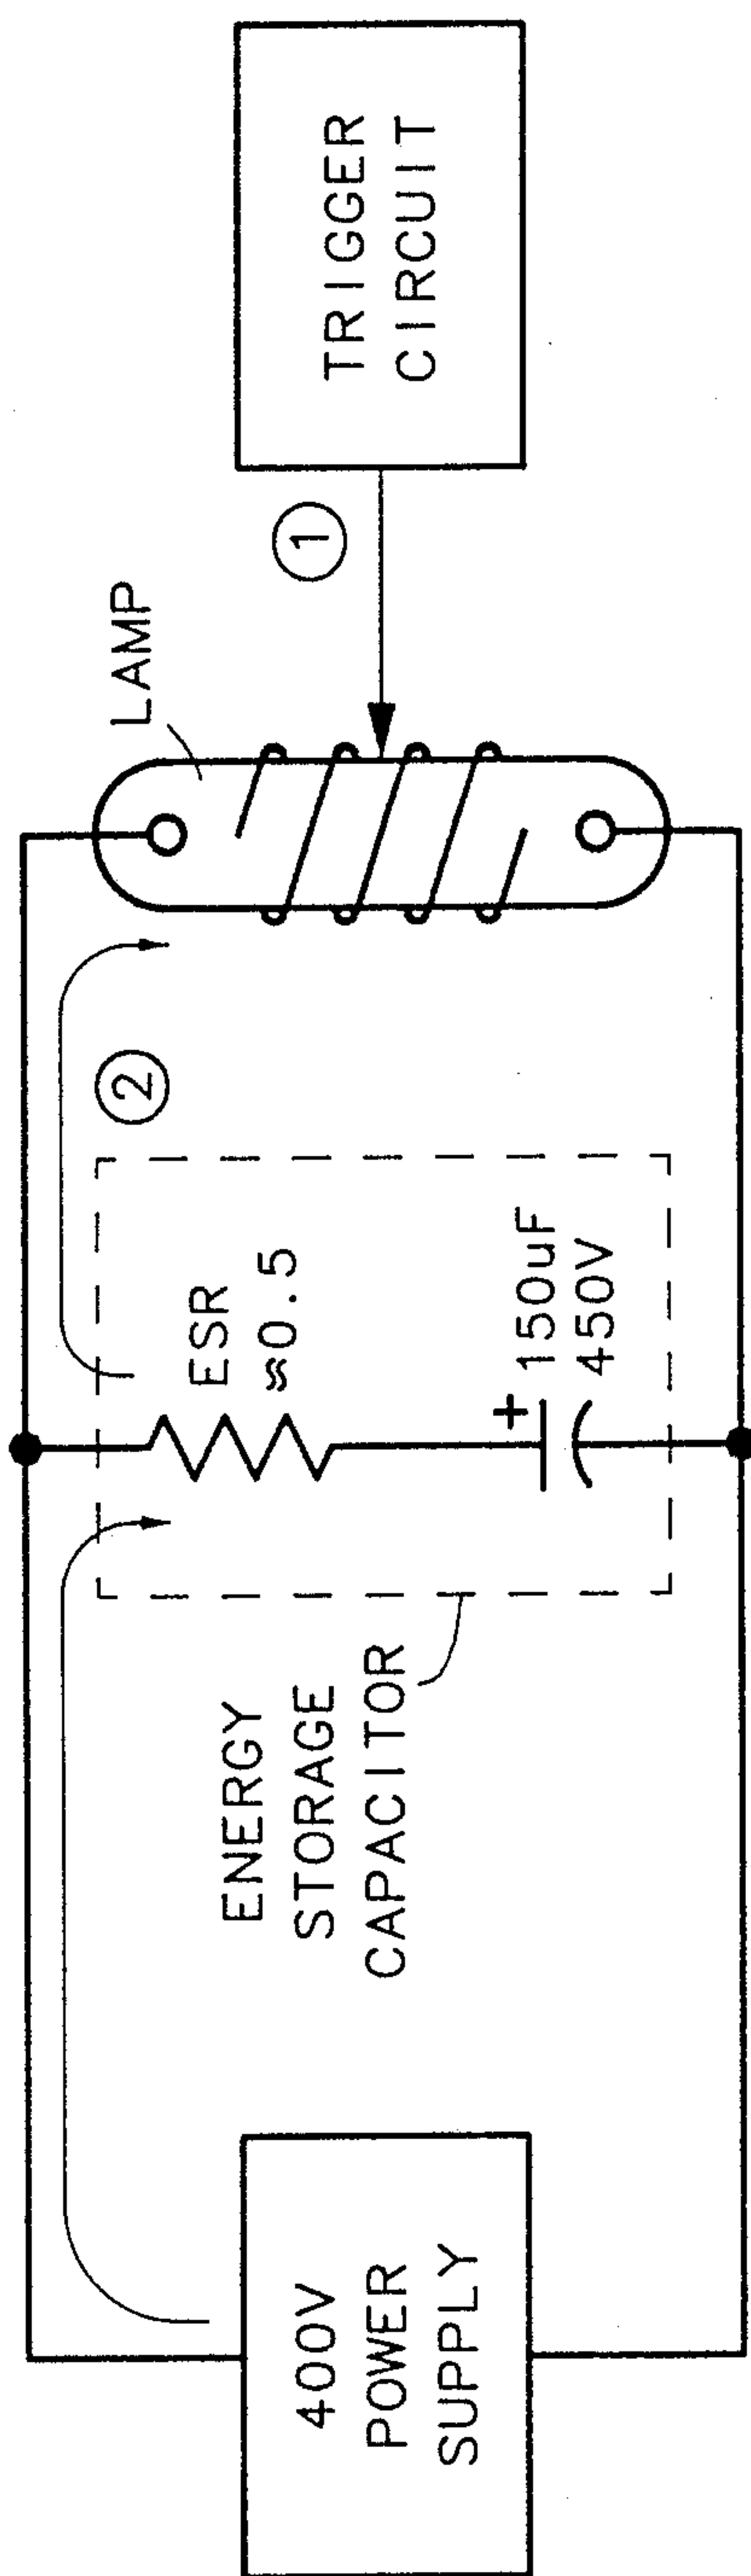 400V
POWER
SUPPLY
ENERGY
STORAGE
CAPACITOR
ESR
≈0.5
+
150uF
450V
2
LAMP
1
TRIGGER
CIRCUIT